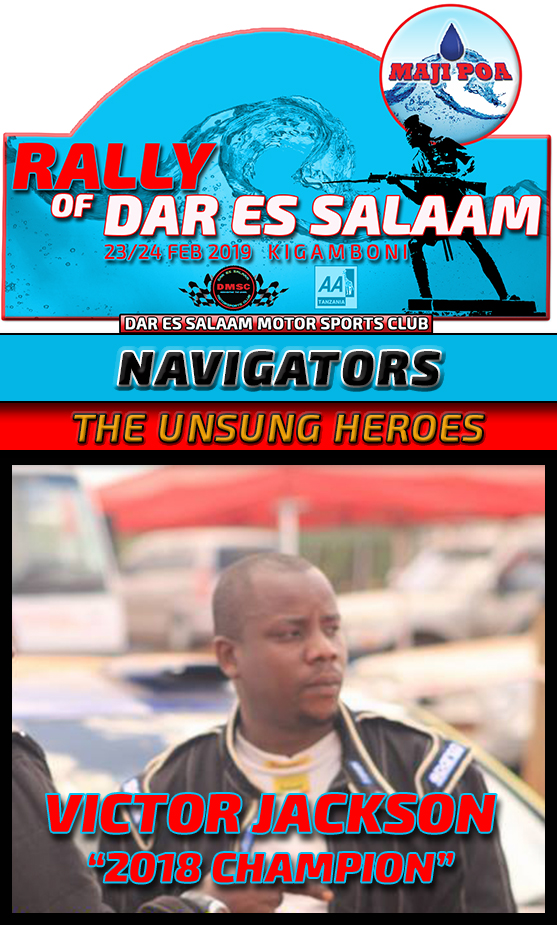 MAJI POA
RALLY
OF DAR ES SALAAM
23/24 FEB 2019 KIGAMBONI
DMSC
AA
TANZANIA
DAR ES SALAAM MOTOR SPORTS CLUB
NAVIGATORS
THE UNSUNG HEROES
VICTOR JACKSON
“2018 CHAMPION”